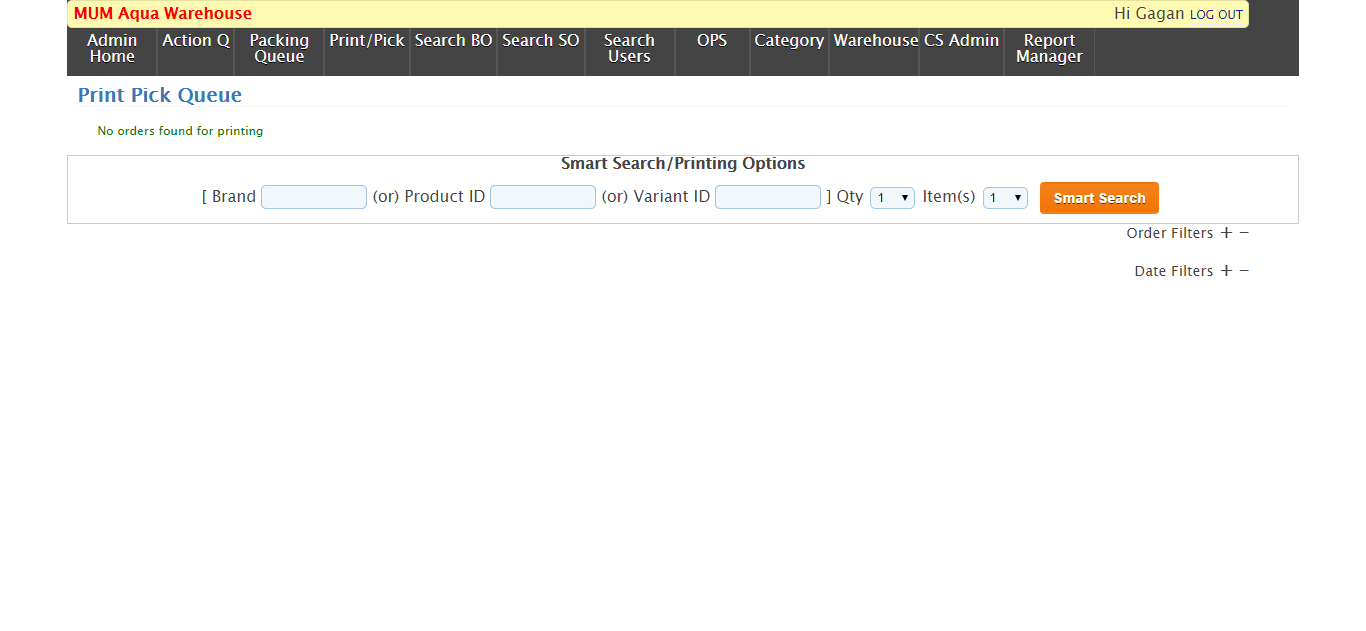 MUM Aqua Warehouse Hi Gagan LOG OUT
Admin Home Action Q Packing Queue Print/Pick Search BO Search SO Search Users OPS Category Warehouse CS Admin Report Manager
Print Pick Queue
No orders found for printing
Smart Search/Printing Options
[ Brand (or) Product ID (or) Variant ID ] Qty 1 Item(s) 1 Smart Search
Order Filters + −
Date Filters + −